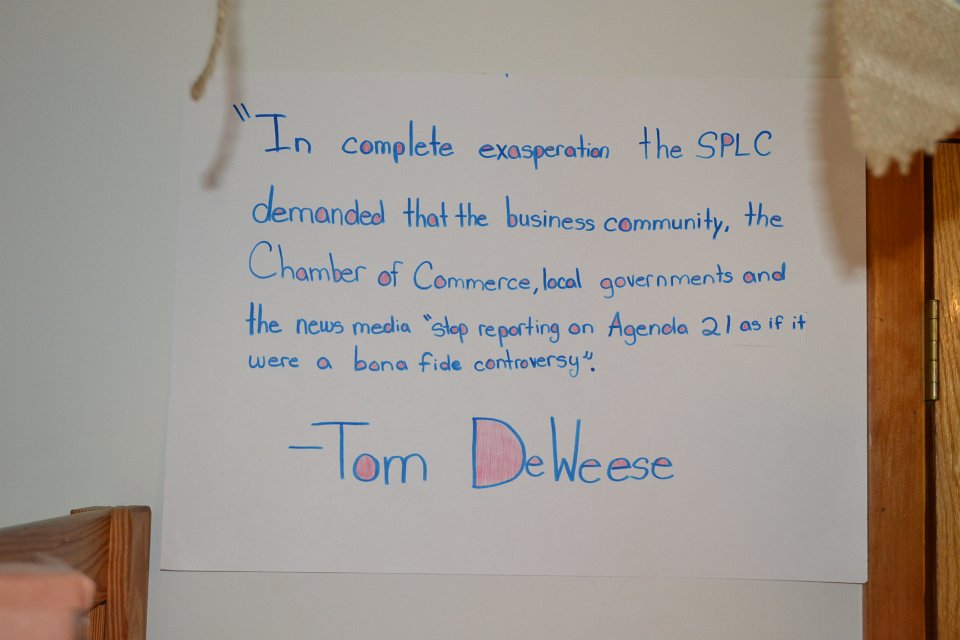 "In complete exasperation the SPLC
demanded that the business community, the
Chamber of Commerce, local governments and
the news media "stop reporting on Agenda 21 as if it
were a bona fide controversy".
-Tom DeWeese